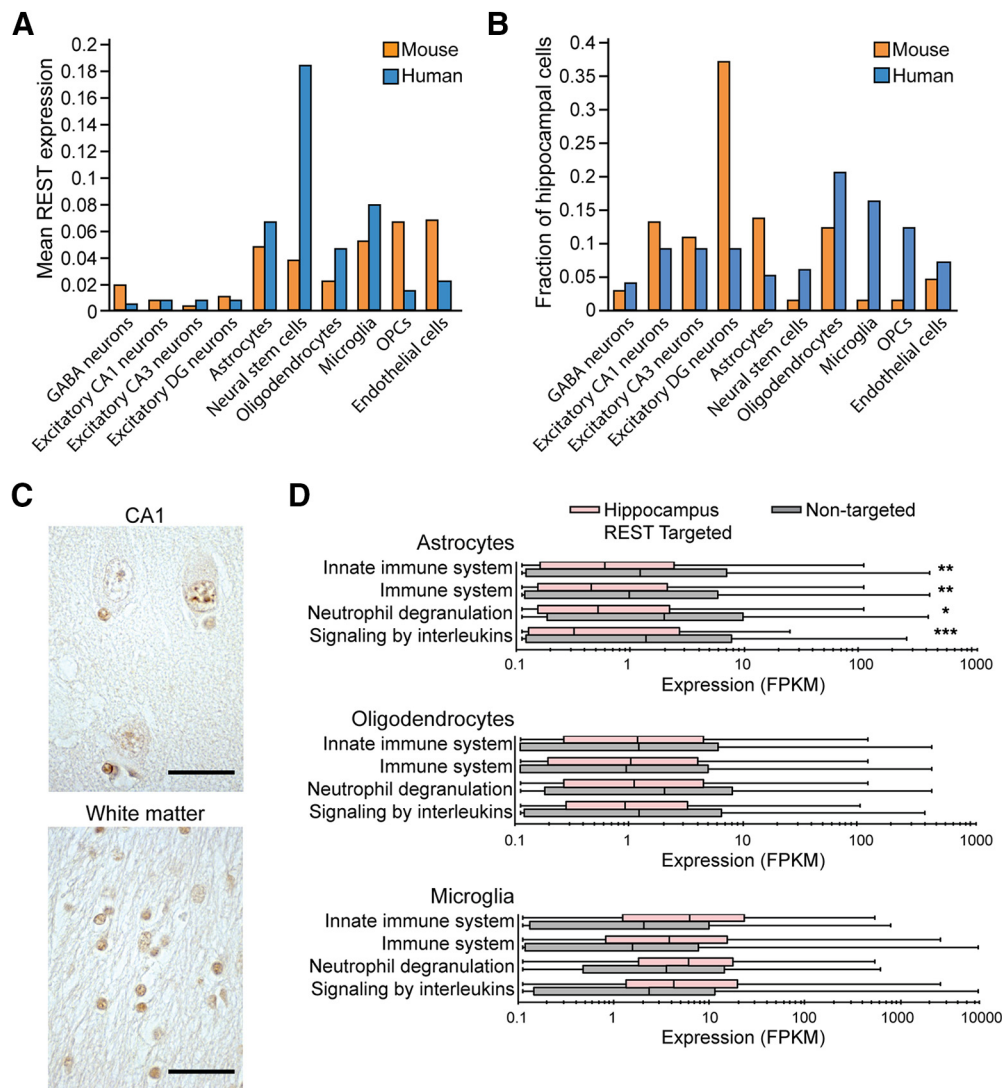 A
Mean REST expression
0.2
0.18
0.16
0.14
0.12
0.1
0.08
0.06
0.04
0.02
0
Mouse
Human
GABA neurons
Excitatory CA1 neurons
Excitatory CA3 neurons
Excitatory DG neurons
Astrocytes
Neural stem cells
Oligodendrocytes
Microglia
OPCs
Endothelial cells
B
Fraction of hippocampal cells
0.4
0.35
0.3
0.25
0.2
0.15
0.1
0.05
0
Mouse
Human
GABA neurons
Excitatory CA1 neurons
Excitatory CA3 neurons
Excitatory DG neurons
Astrocytes
Neural stem cells
Oligodendrocytes
Microglia
OPCs
Endothelial cells
C
CA1
White matter
D
Hippocampus
REST Targeted
Non-targeted
Astrocytes
Innate immune system **
Immune system **
Neutrophil degranulation *
Signaling by interleukins ***
0.1 1 10 100 1000
Expression (FPKM)
Oligodendrocytes
Innate immune system
Immune system
Neutrophil degranulation
Signaling by interleukins
0.1 1 10 100 1000
Expression (FPKM)
Microglia
Innate immune system
Immune system
Neutrophil degranulation
Signaling by interleukins
0.1 1 10 100 1000 10000
Expression (FPKM)